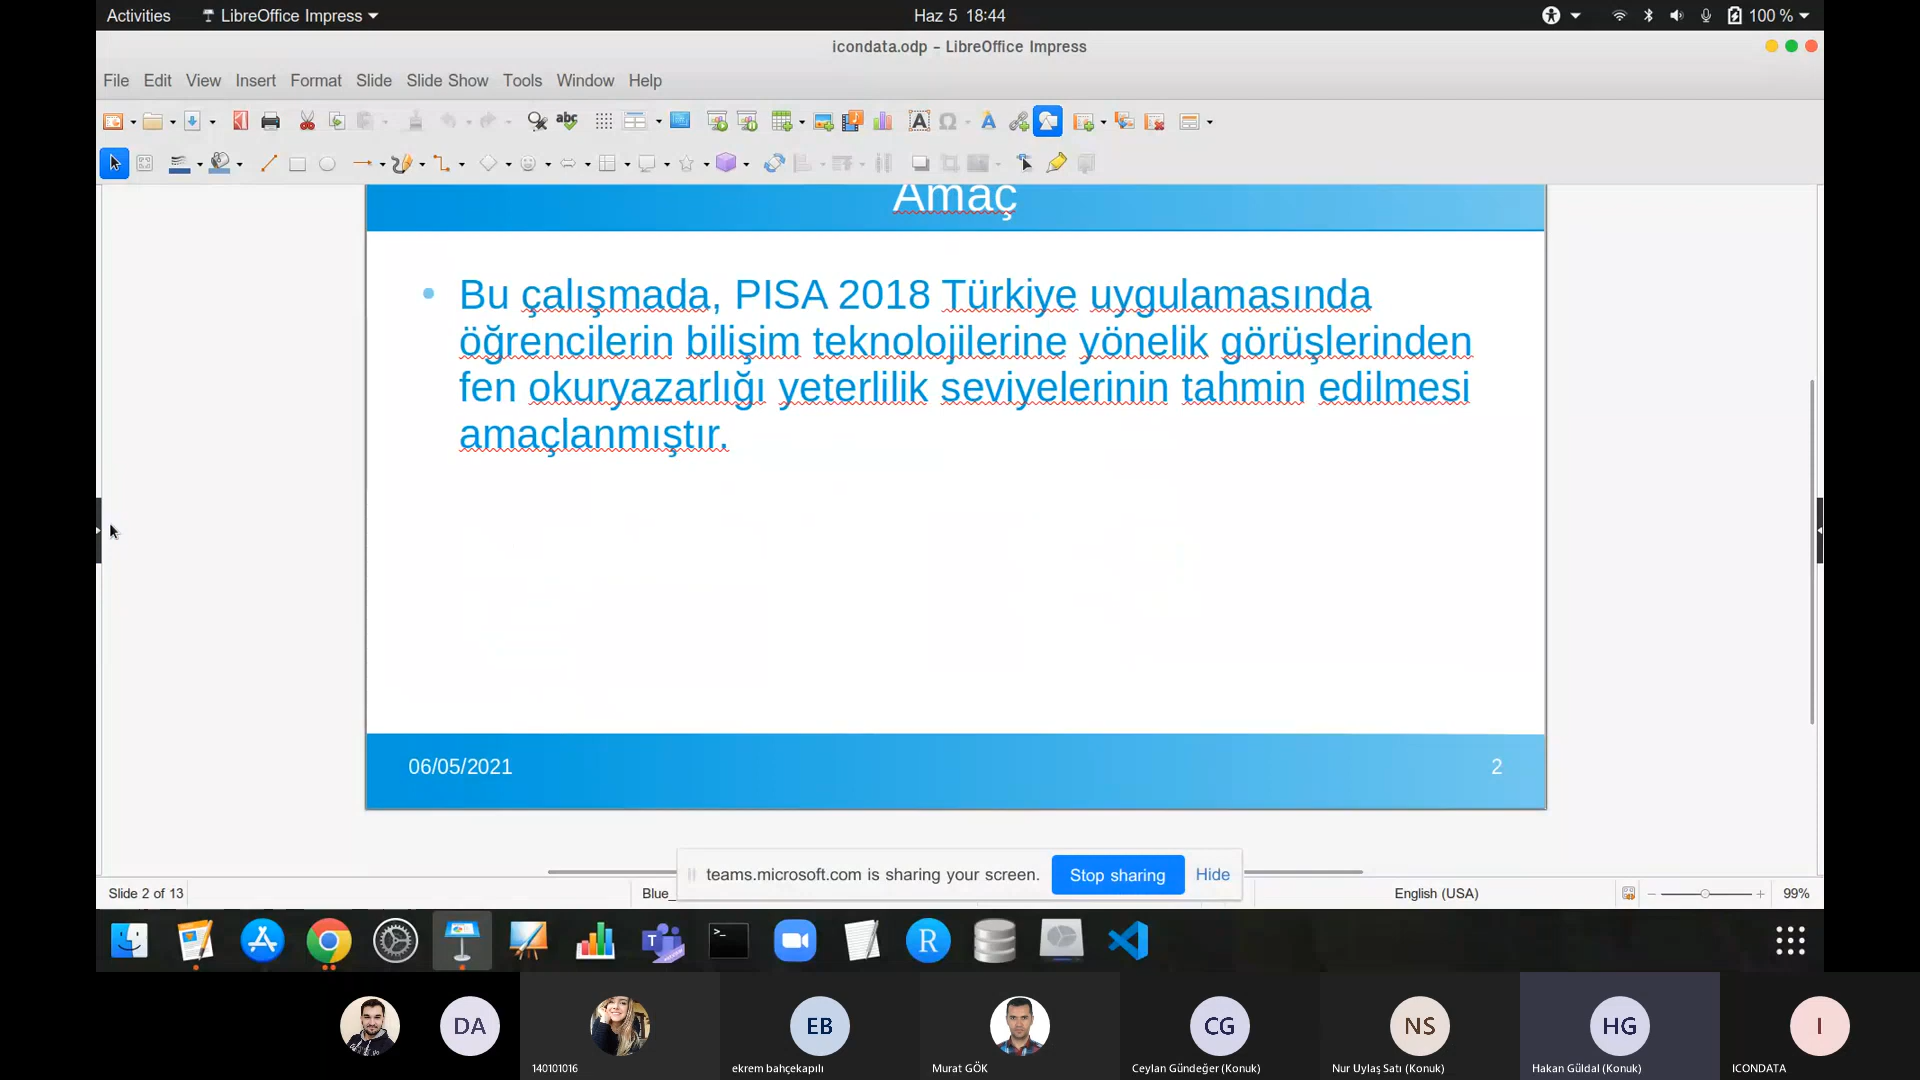 Activities LibreOffice Impress Haz 5 18:44 100 %
icondata.odp – LibreOffice Impress
File Edit View Insert Format Slide Slide Show Tools Window Help
Amaç
Bu çalışmada, PISA 2018 Türkiye uygulamasında
öğrencilerin bilişim teknolojilerine yönelik görüşlerinden
fen okuryazarlığı yeterlilik seviyelerinin tahmin edilmesi
amaçlanmıştır.
06/05/2021 2
teams.microsoft.com is sharing your screen. Stop sharing Hide
Slide 2 of 13 Blue_ English (USA) 99%
DA EB CG NS HG I
140101016 ekrem bahçekapılı Murat GÖK Ceylan Gündeğer (Konuk) Nur Uylaş Satı (Konuk) Hakan Güldal (Konuk) ICONDATA